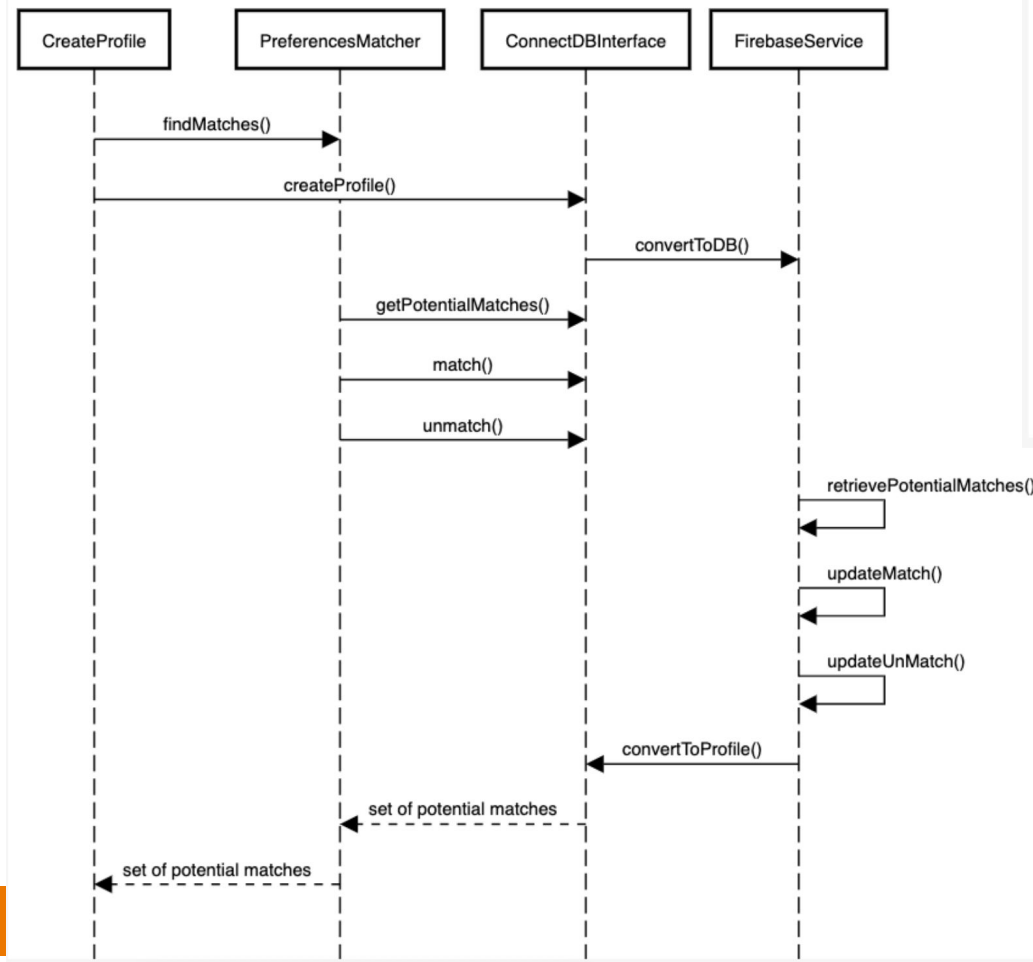 CreateProfile
PreferencesMatcher
ConnectDBInterface
FirebaseService
findMatches()
createProfile()
convertToDB()
getPotentialMatches()
match()
unmatch()
retrievePotentialMatches()
updateMatch()
updateUnMatch()
convertToProfile()
set of potential matches
set of potential matches